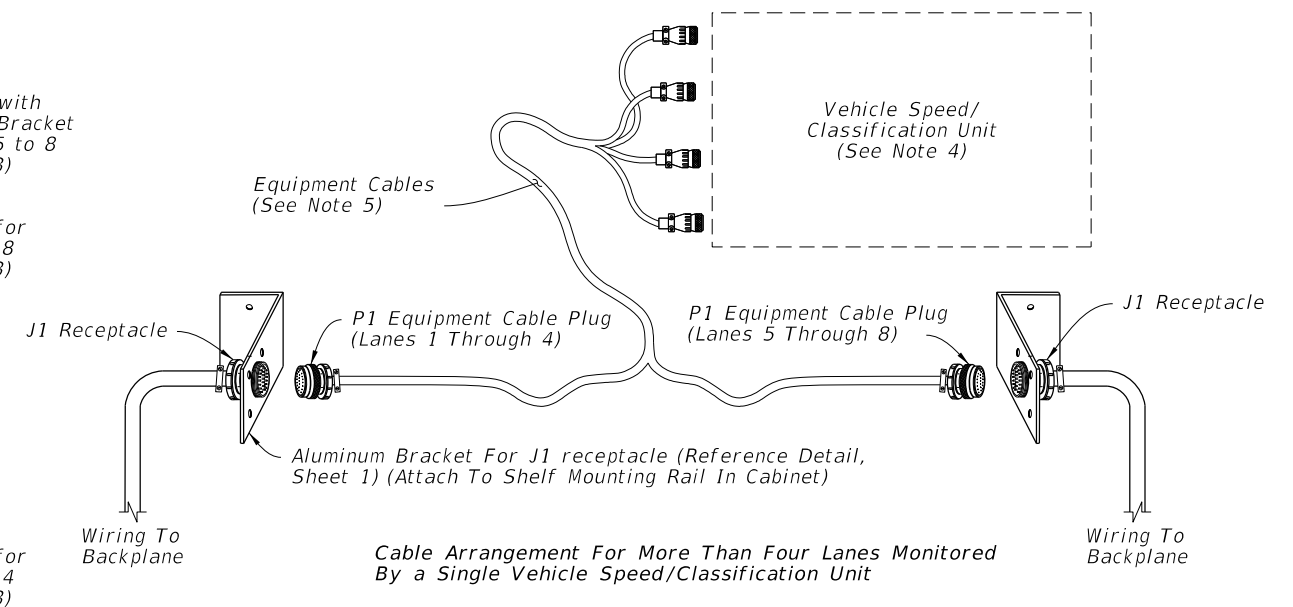 with
Bracket
5 to 8
3)
for
8
3)
for
4
3)
Vehicle Speed/
Classification Unit
(See Note 4)
Equipment Cables
(See Note 5)
J1 Receptacle
P1 Equipment Cable Plug
(Lanes 1 Through 4)
P1 Equipment Cable Plug
(Lanes 5 Through 8)
J1 Receptacle
Aluminum Bracket For J1 receptacle (Reference Detail,
Sheet 1) (Attach To Shelf Mounting Rail In Cabinet)
Wiring To
Backplane
Wiring To
Backplane
Cable Arrangement For More Than Four Lanes Monitored
By a Single Vehicle Speed/Classification Unit